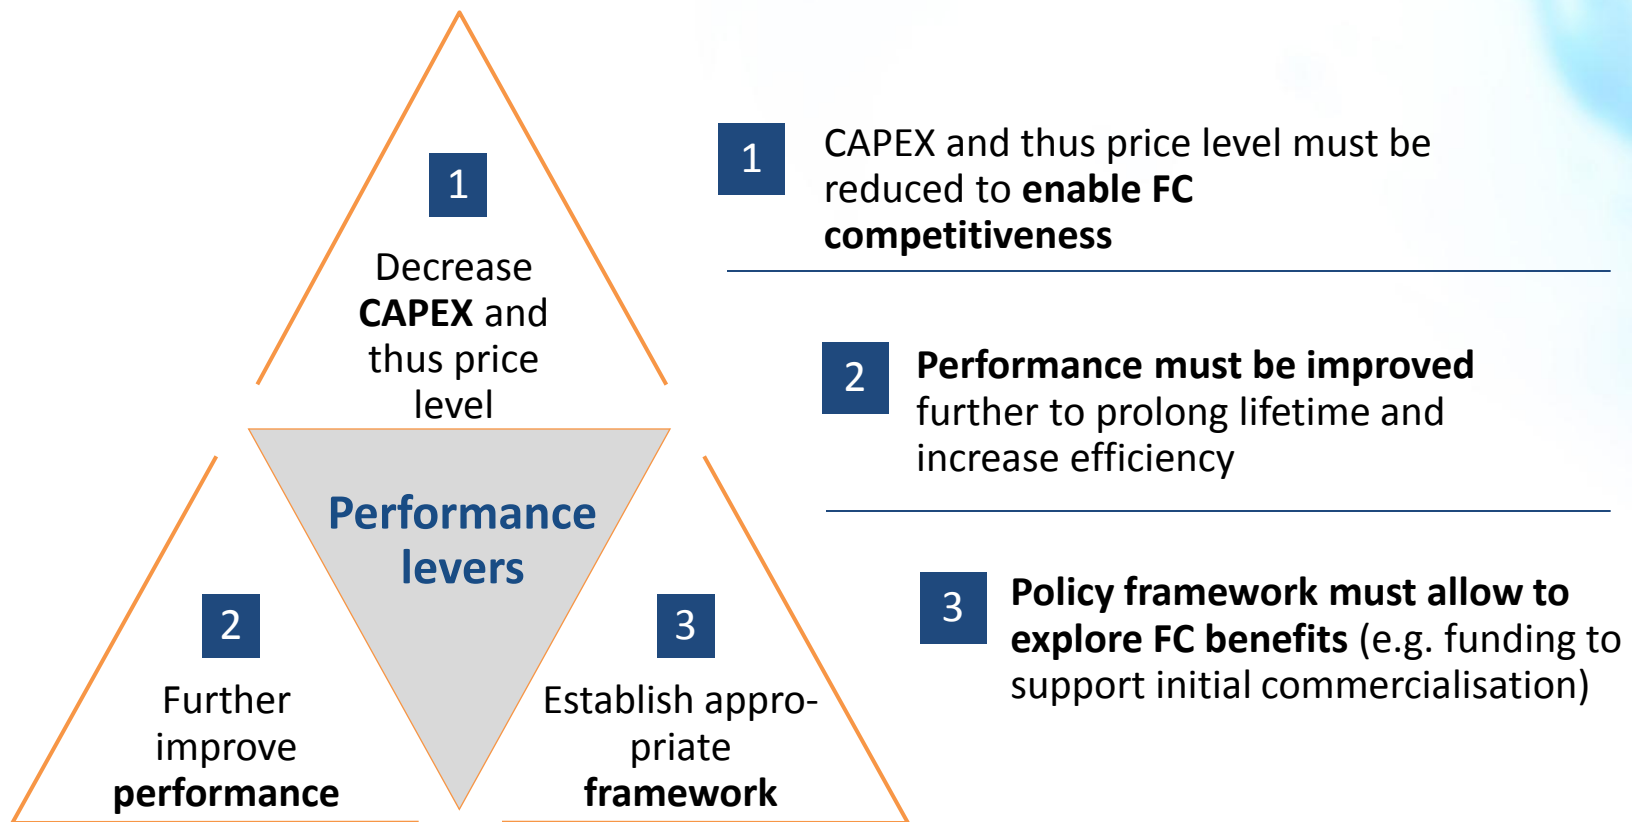 1
Decrease
CAPEX and
thus price
level
Performance
levers
2
Further
improve
performance
3
Establish appro-
priate
framework
1
CAPEX and thus price level must be
reduced to enable FC
competitiveness
2
Performance must be improved
further to prolong lifetime and
increase efficiency
3
Policy framework must allow to
explore FC benefits (e.g. funding to
support initial commercialisation)